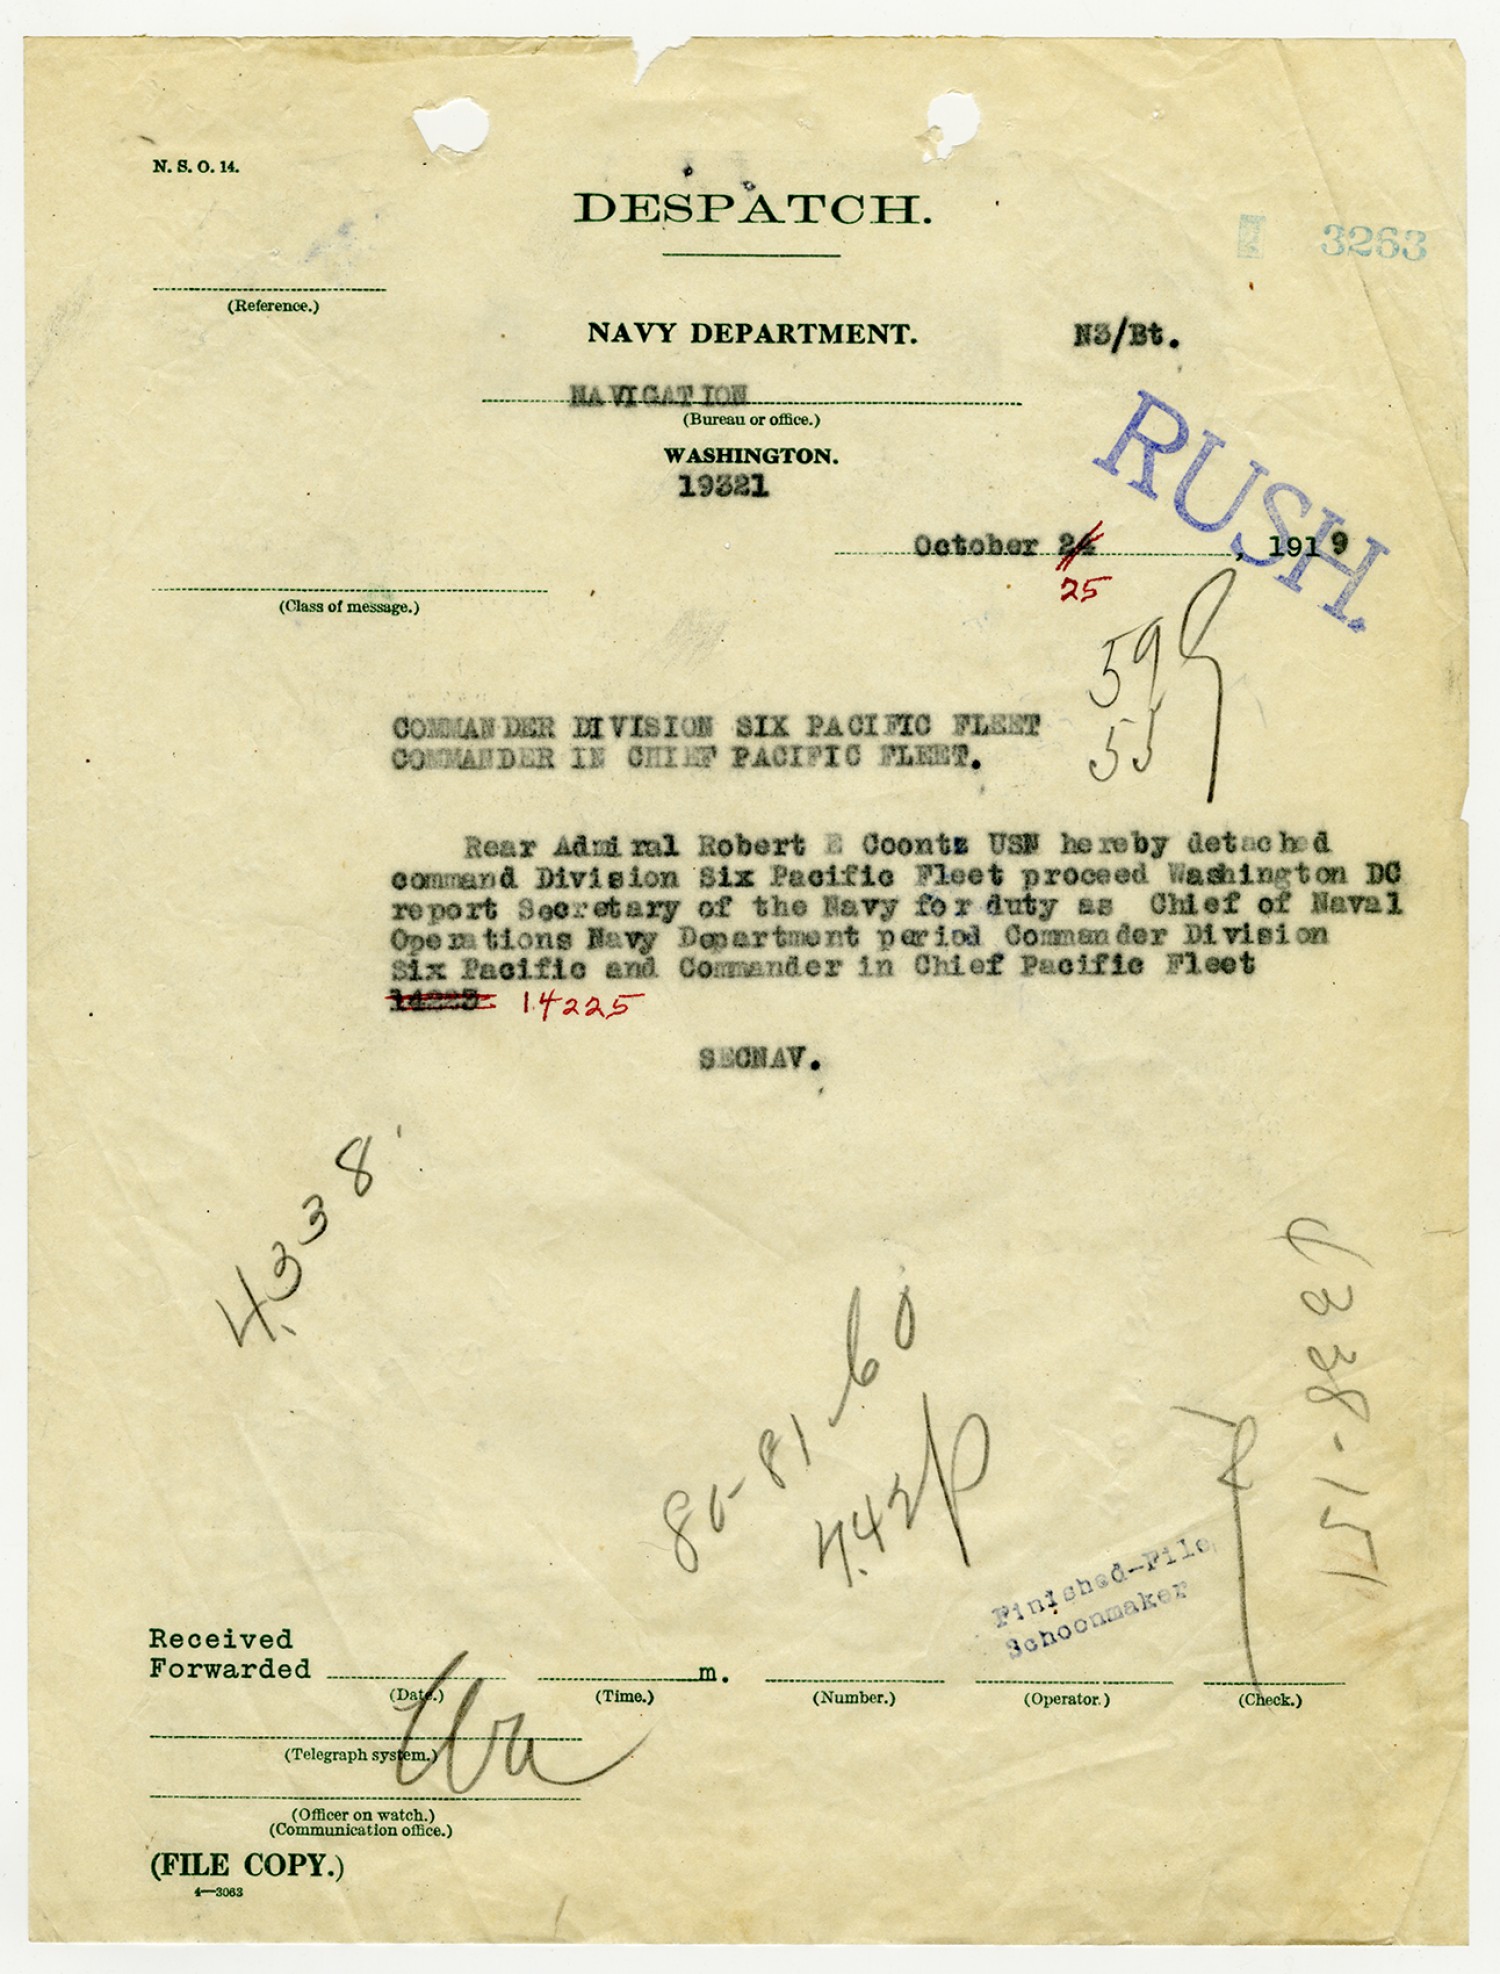 N. S. O. 14.
DESPATCH.
3263
(Reference.)
NAVY DEPARTMENT.
N3/Bt.
NAVIGATION
(Bureau or office.)
WASHINGTON.
19321
RUSH.
October 24, 1919
25
(Class of message.)
59
55
COMMANDER DIVISION SIX PACIFIC FLEET
COMMANDER IN CHIEF PACIFIC FLEET.
Rear Admiral Robert E Coontz USN hereby detached
command Division Six Pacific Fleet proceed Washington DC
report Secretary of the Navy for duty as Chief of Naval
Operations Navy Department period Commander Division
Six Pacific and Commander in Chief Pacific Fleet
14225
SECNAV.
4338
60
80-81
742p
Finished-File
Schoonmaker
Received
Forwarded m.
(Date.) (Time.) (Number.) (Operator.) (Check.)
(Telegraph system.)
(Officer on watch.)
(Communication office.)
(FILE COPY.)
4—3063